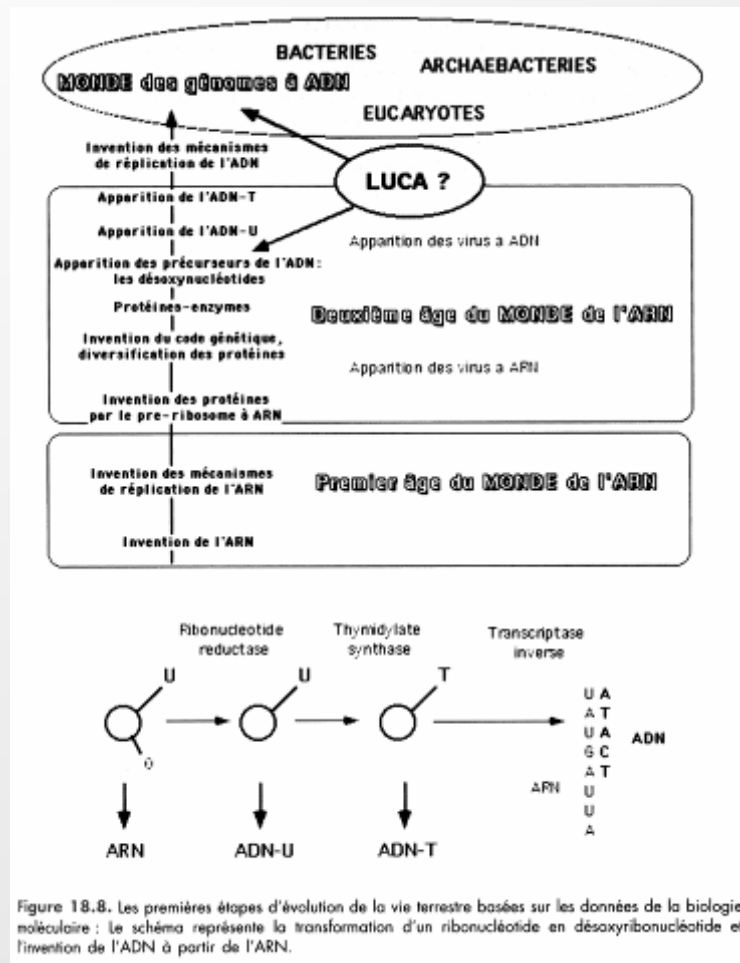 BACTERIES
ARCHAEBACTERIES
MONDE des génomes à ADN
EUCARYOTES
Invention des mécanismes
de réplication de l'ADN
LUCA ?
Apparition de l'ADN-T
Apparition de l'ADN-U
Apparition des virus a ADN
Apparition des précurseurs de l'ADN:
les désoxynucléotides
Protéines-enzymes
Deuxième âge du MONDE de l'ARN
Invention du code génétique,
diversification des protéines
Apparition des virus a ARN
Invention des protéines
par le pre-ribosome à ARN
Invention des mécanismes
de réplication de l'ARN
Premier âge du MONDE de l'ARN
Invention de l'ARN
Ribonucleotide
reductase
Thymidylate
synthase
Transcriptase
inverse
U
U
T
O
U A
A T
U A
G C
A T
U
U
A
ADN
ARN
ARN
ADN-U
ADN-T
Figure 18.8. Les premières étapes d'évolution de la vie terrestre basées sur les données de la biologie
moléculaire : Le schéma représente la transformation d'un ribonucléotide en désoxyribonucléotide et
l'invention de l'ADN à partir de l'ARN.